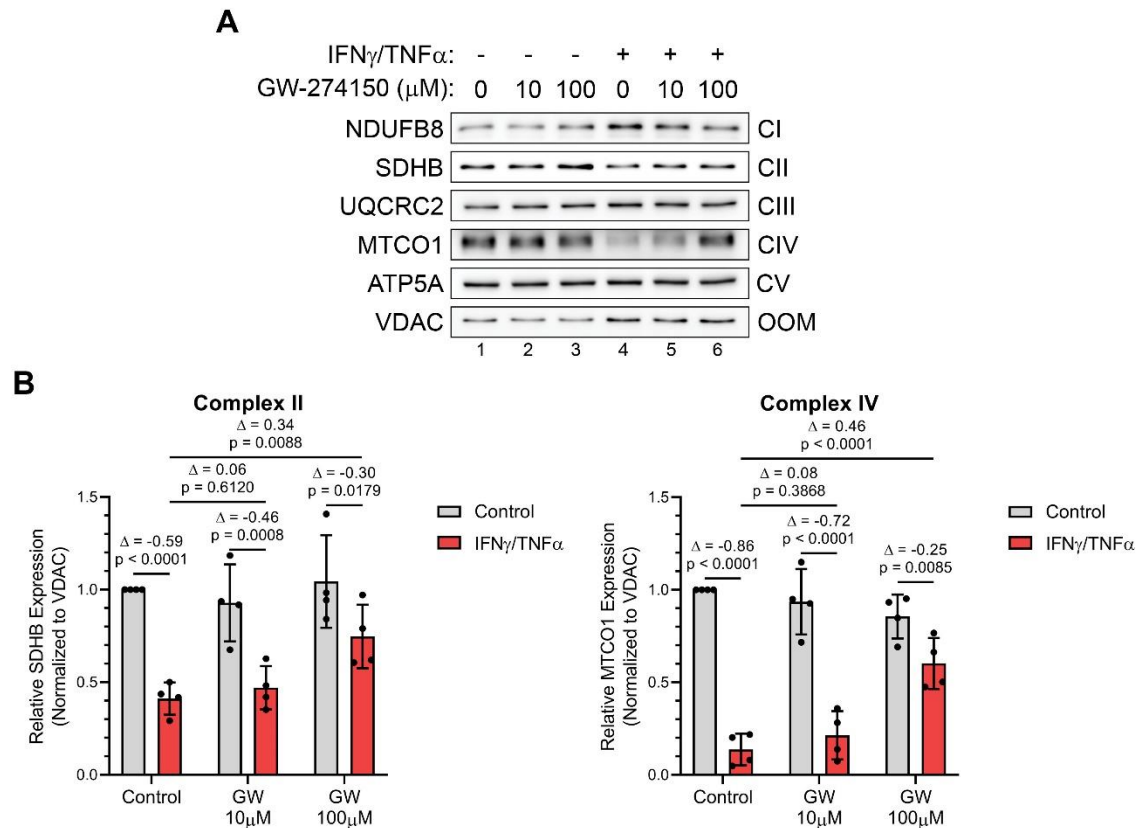 A
IFNγ/TNFα: - - - + + +
GW-274150 (μM): 0 10 100 0 10 100
NDUFB8 CI
SDHB CII
UQCRC2 CIII
MTCO1 CIV
ATP5A CV
VDAC OOM
1 2 3 4 5 6
B
Complex II
Δ = 0.34
p = 0.0088
Δ = 0.06
p = 0.6120
Δ = -0.30
p = 0.0179
Δ = -0.46
p = 0.0008
Δ = -0.59
p < 0.0001
Relative SDHB Expression
(Normalized to VDAC)
1.5
1.0
0.5
0.0
Control
GW
10μM
GW
100μM
Control
IFNγ/TNFα
Complex IV
Δ = 0.46
p < 0.0001
Δ = 0.08
p = 0.3868
Δ = -0.72
p < 0.0001
Δ = -0.86
p < 0.0001
Δ = -0.25
p = 0.0085
Relative MTCO1 Expression
(Normalized to VDAC)
1.5
1.0
0.5
0.0
Control
GW
10μM
GW
100μM
Control
IFNγ/TNFα